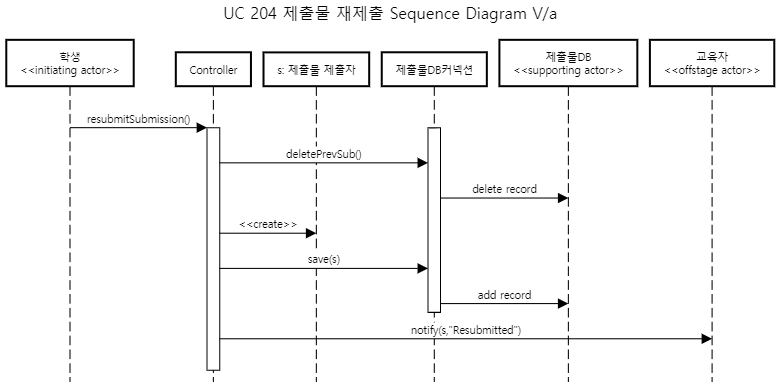 UC 204 제출물 재제출 Sequence Diagram V/a
학생
<<initiating actor>>
Controller
s: 제출물 제출자
제출물DB커넥션
제출물DB
<<supporting actor>>
교육자
<<offstage actor>>
resubmitSubmission()
deletePrevSub()
delete record
<<create>>
save(s)
add record
notify(s,"Resubmitted")